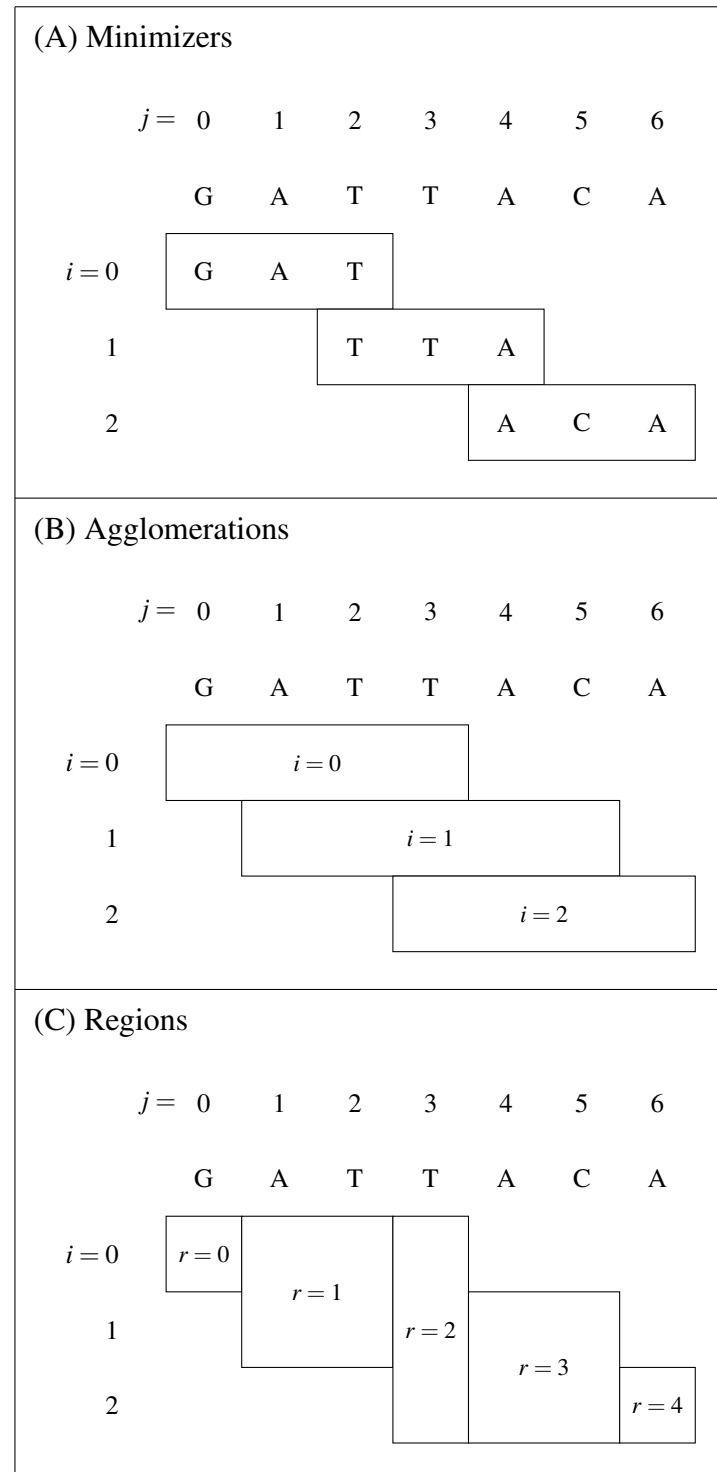 (A) Minimizers
j = 0 1 2 3 4 5 6
G A T T A C A
i = 0 G A T
1 T T A
2 A C A
(B) Agglomerations
j = 0 1 2 3 4 5 6
G A T T A C A
i = 0 i = 0
1 i = 1
2 i = 2
(C) Regions
j = 0 1 2 3 4 5 6
G A T T A C A
i = 0 r = 0
r = 1
1 r = 2
r = 3
2 r = 4